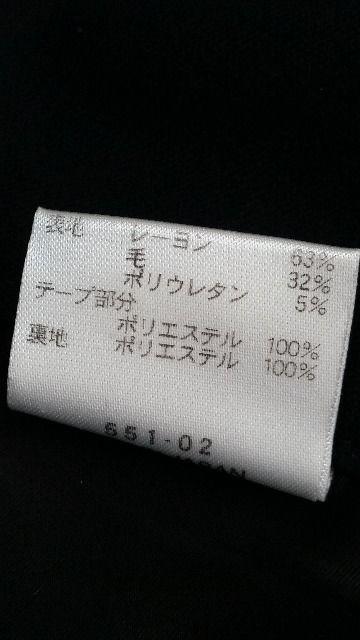 表地 レーヨン 63%
毛 32%
ポリウレタン 5%
テープ部分
ポリエステル 100%
裏地 ポリエステル 100%
651-02